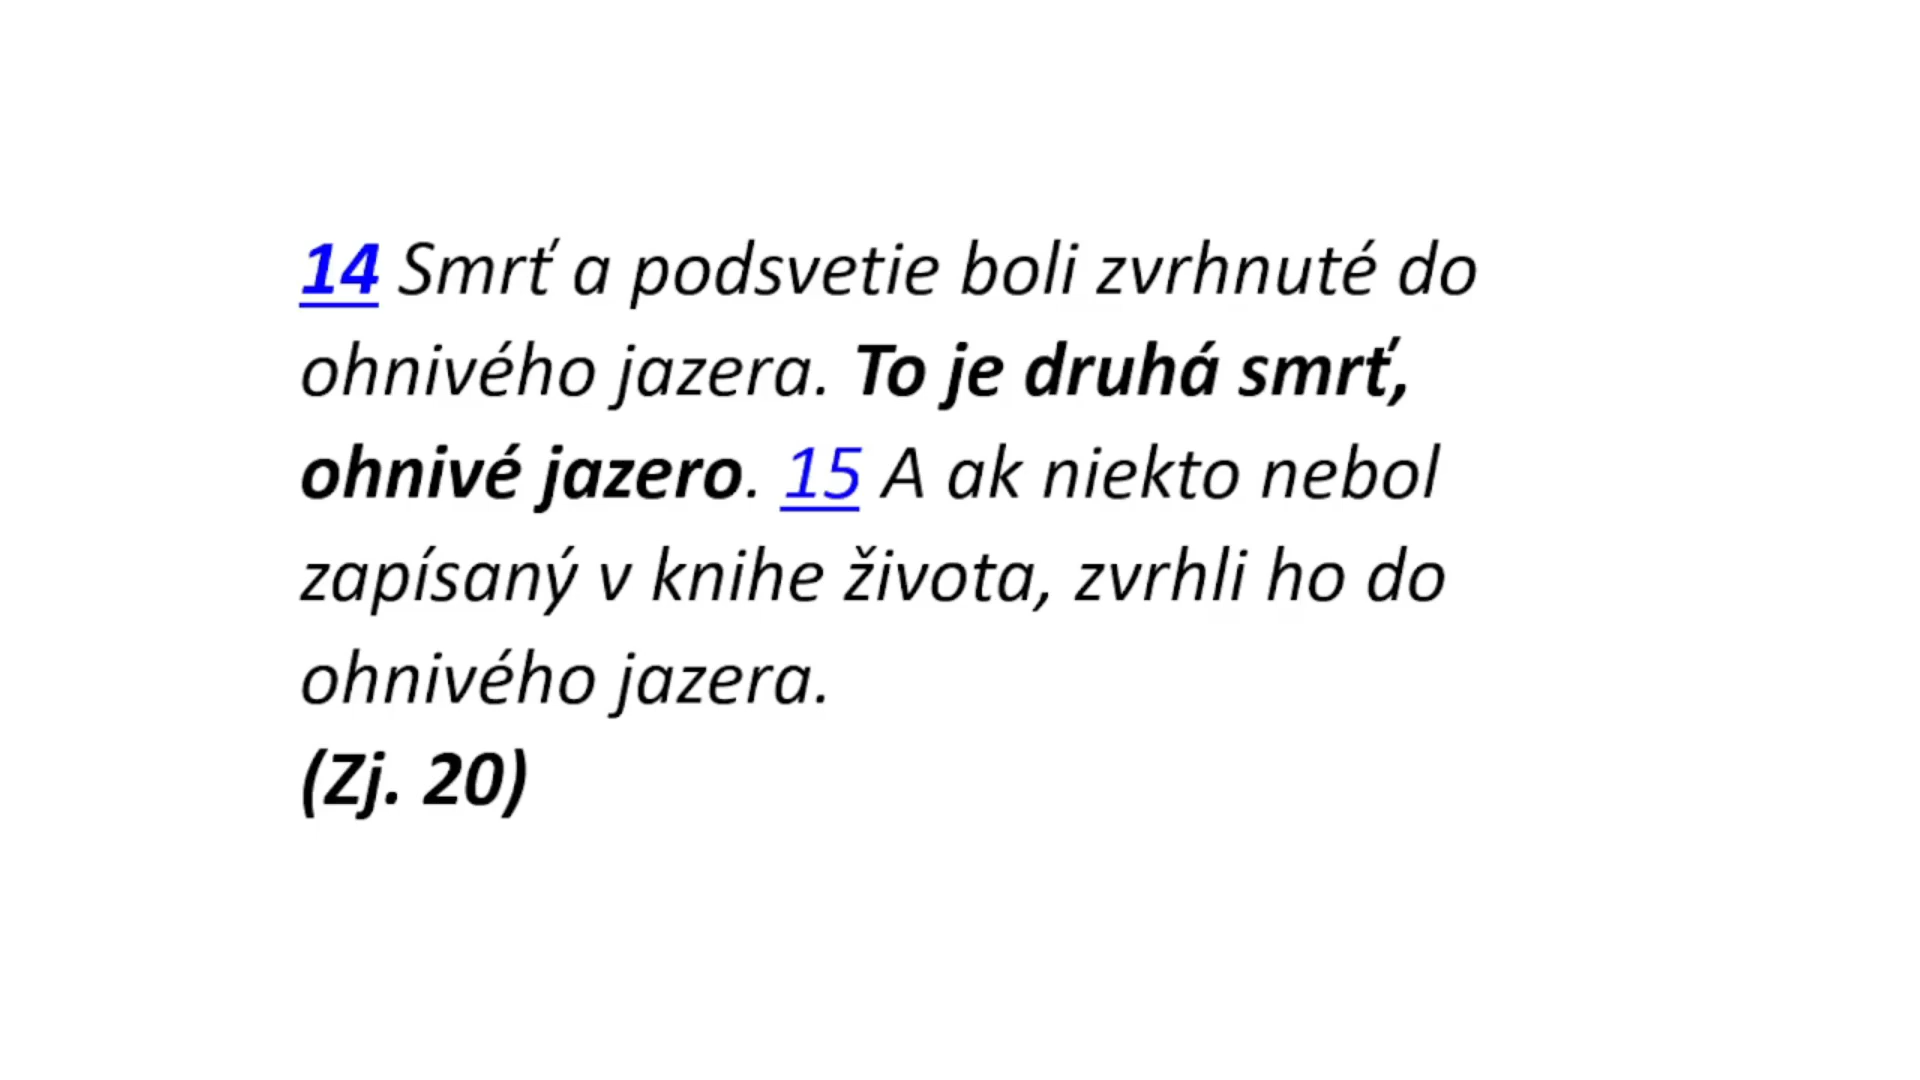 14 Smrť a podsvetie boli zvrhnuté do
ohnivého jazera. To je druhá smrť,
ohnivé jazero. 15 A ak niekto nebol
zapísaný v knihe života, zvrhli ho do
ohnivého jazera.
(Zj. 20)